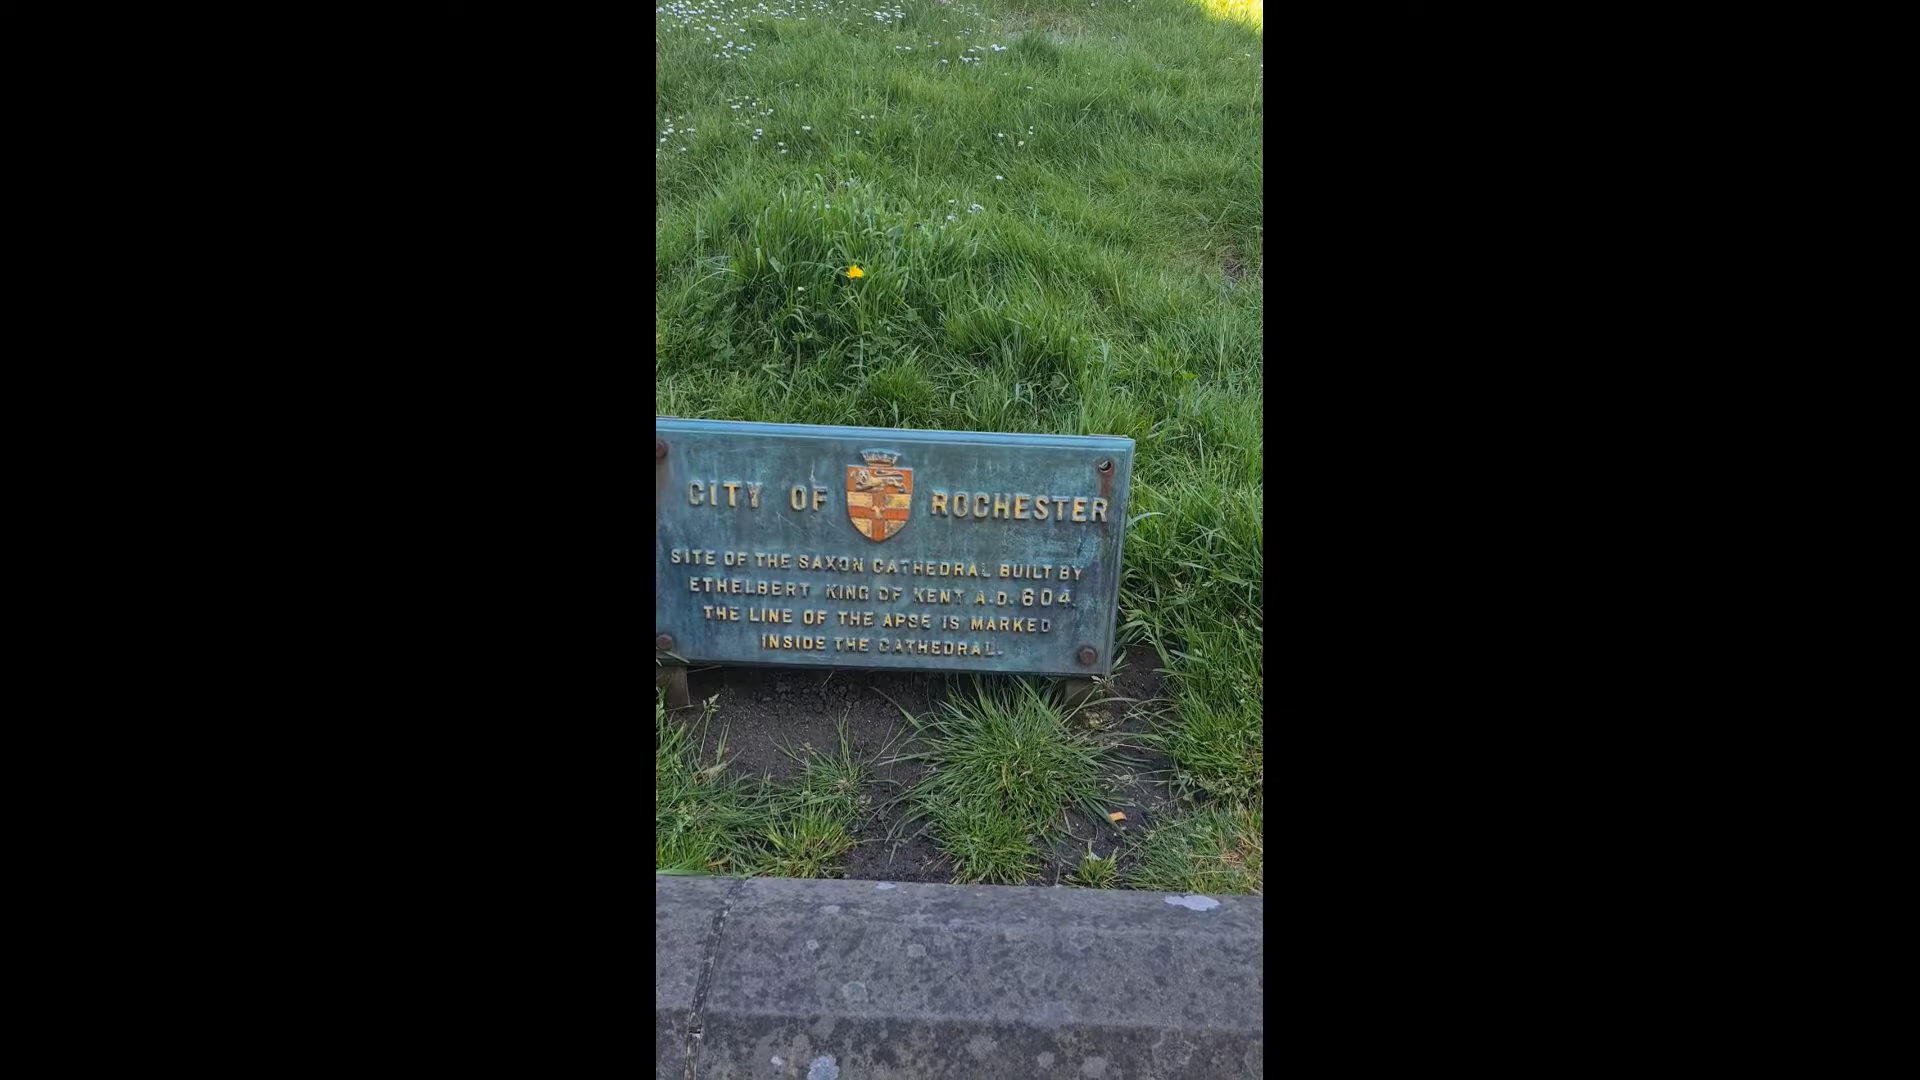 CITY OF ROCHESTER
SITE OF THE SAXON CATHEDRAL BUILT BY
ETHELBERT KING OF KENT A.D. 604.
THE LINE OF THE APSE IS MARKED
INSIDE THE CATHEDRAL.